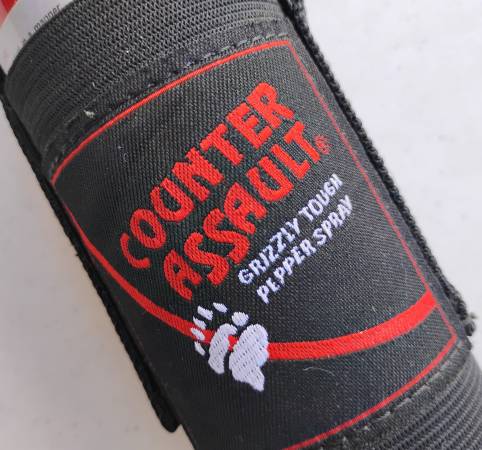 COUNTER
ASSAULT®
GRIZZLY TOUGH
PEPPER SPRAY